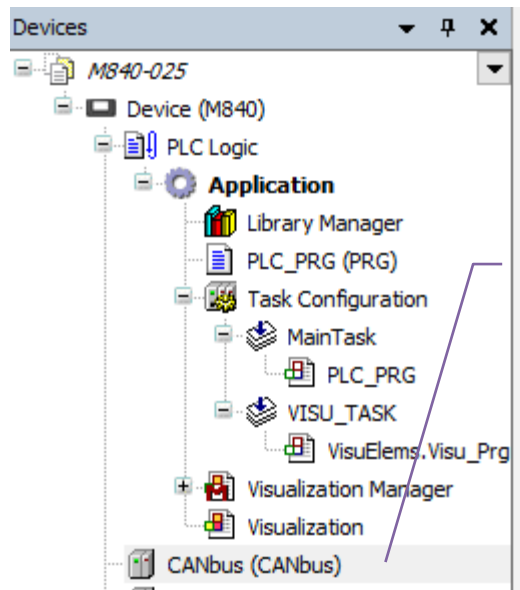 Devices
M840-025
Device (M840)
PLC Logic
Application
Library Manager
PLC_PRG (PRG)
Task Configuration
MainTask
PLC_PRG
VISU_TASK
VisuElems.Visu_Prg
Visualization Manager
Visualization
CANbus (CANbus)